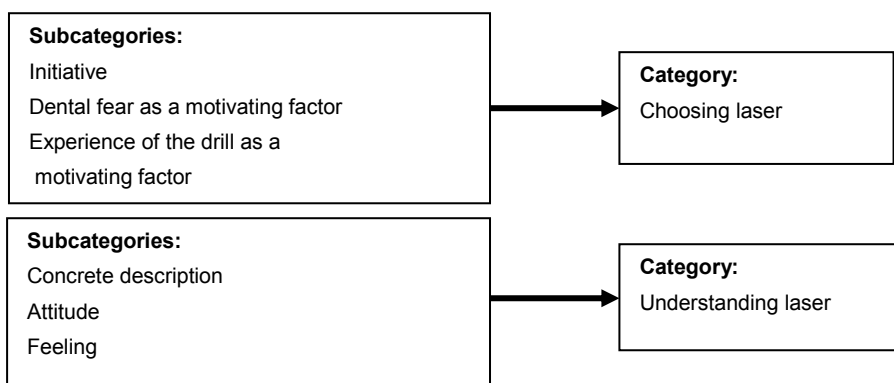 Subcategories:
Initiative
Dental fear as a motivating factor
Experience of the drill as a
motivating factor
Category:
Choosing laser
Subcategories:
Concrete description
Attitude
Feeling
Category:
Understanding laser